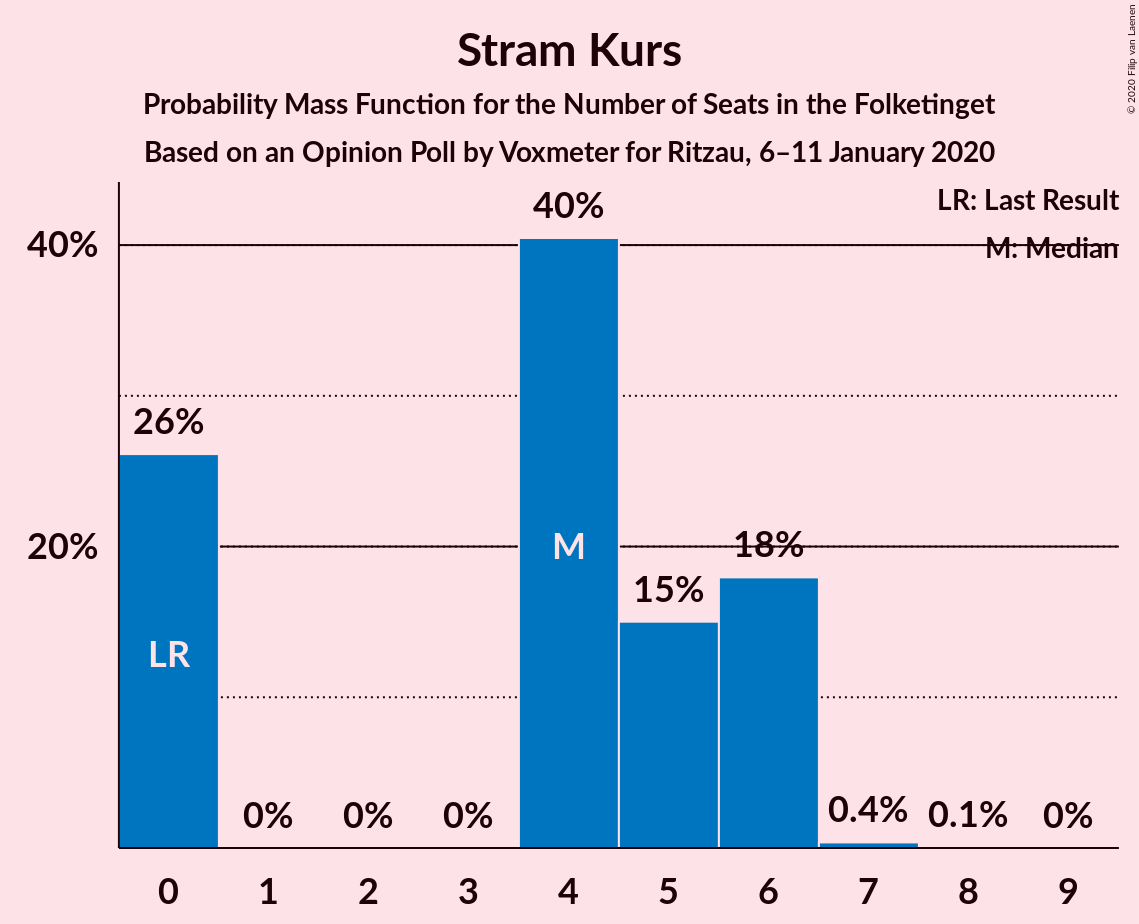 Stram Kurs
Probability Mass Function for the Number of Seats in the Folketinget
Based on an Opinion Poll by Voxmeter for Ritzau, 6–11 January 2020
© 2020 Filip van Laenen
LR: Last Result
M: Median
40%
20%
26%
0%
0%
0%
40%
15%
18%
0.4%
0.1%
0%
LR
M
0 1 2 3 4 5 6 7 8 9